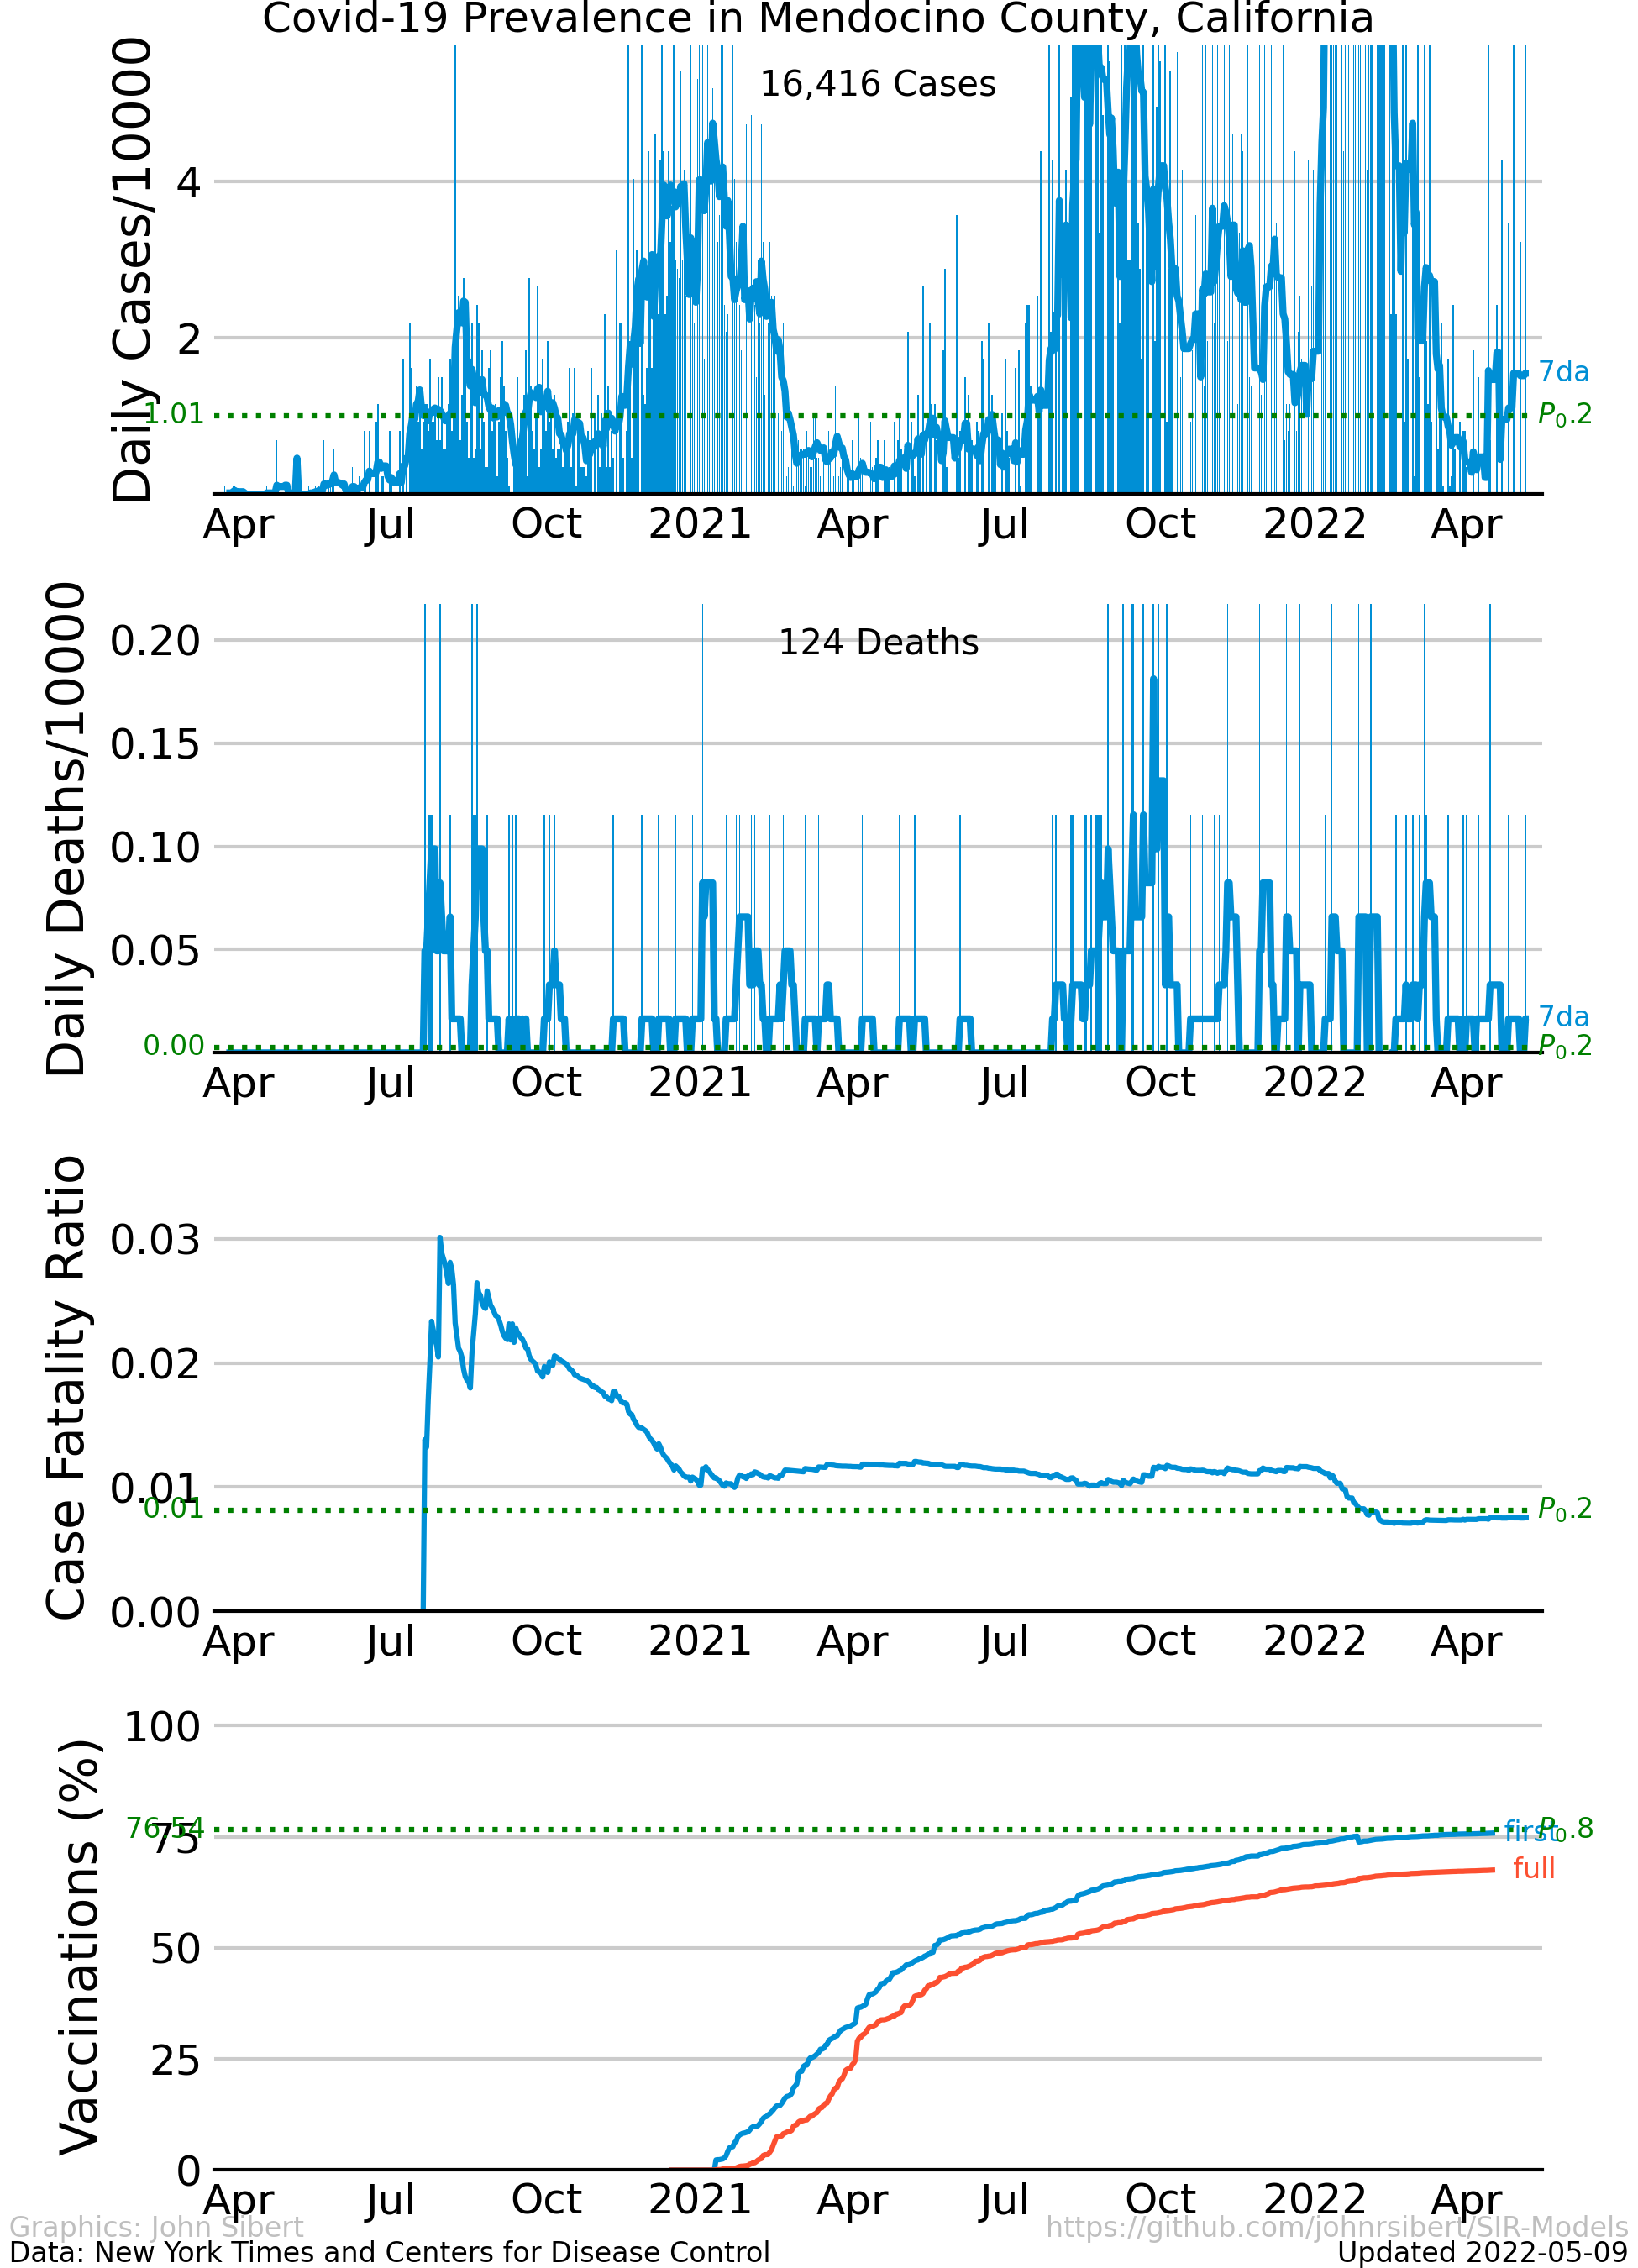 Covid-19 Prevalence in Mendocino County, California
Daily Cases/10000
16,416 Cases
4
2
1.01
7da
P0.2
Apr Jul Oct 2021 Apr Jul Oct 2022 Apr
Daily Deaths/10000
124 Deaths
0.20
0.15
0.10
0.05
0.00
7da
P0.2
Apr Jul Oct 2021 Apr Jul Oct 2022 Apr
Case Fatality Ratio
0.03
0.02
0.01
0.01
P0.2
0.00
Apr Jul Oct 2021 Apr Jul Oct 2022 Apr
Vaccinations (%)
100
76.54
75
first
P0.8
full
50
25
0
Apr Jul Oct 2021 Apr Jul Oct 2022 Apr
Graphics: John Sibert
https://github.com/johnrsibert/SIR-Models
Data: New York Times and Centers for Disease Control
Updated 2022-05-09